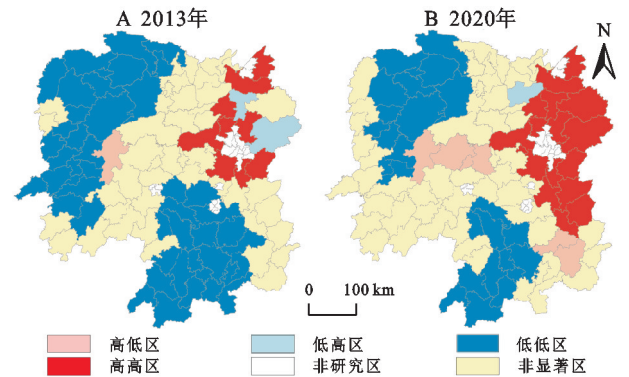 A 2013年
B 2020年
N
0 100 km
高低区 低高区 低低区
高高区 非研究区 非显著区